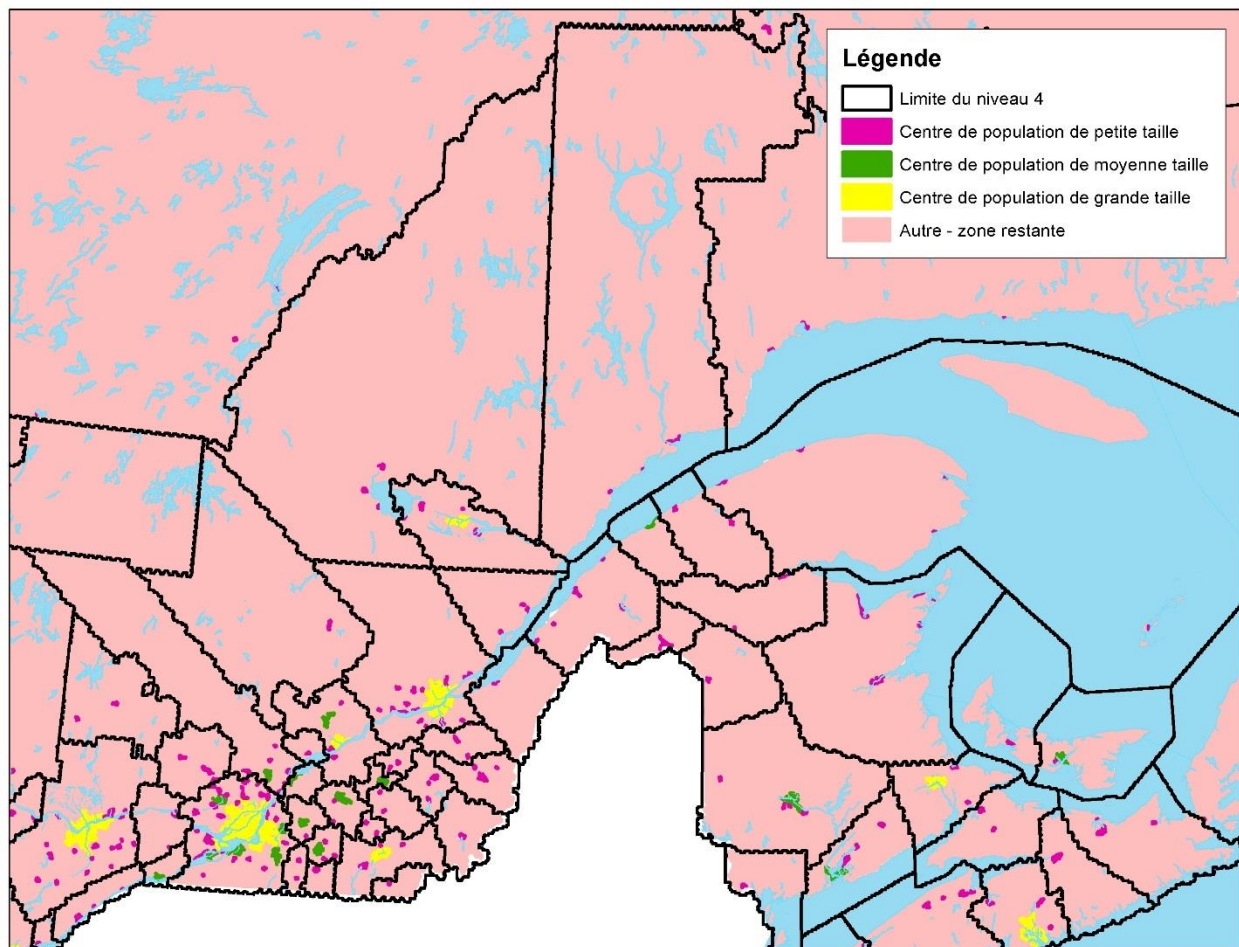 Légende
Limite du niveau 4
Centre de population de petite taille
Centre de population de moyenne taille
Centre de population de grande taille
Autre - zone restante